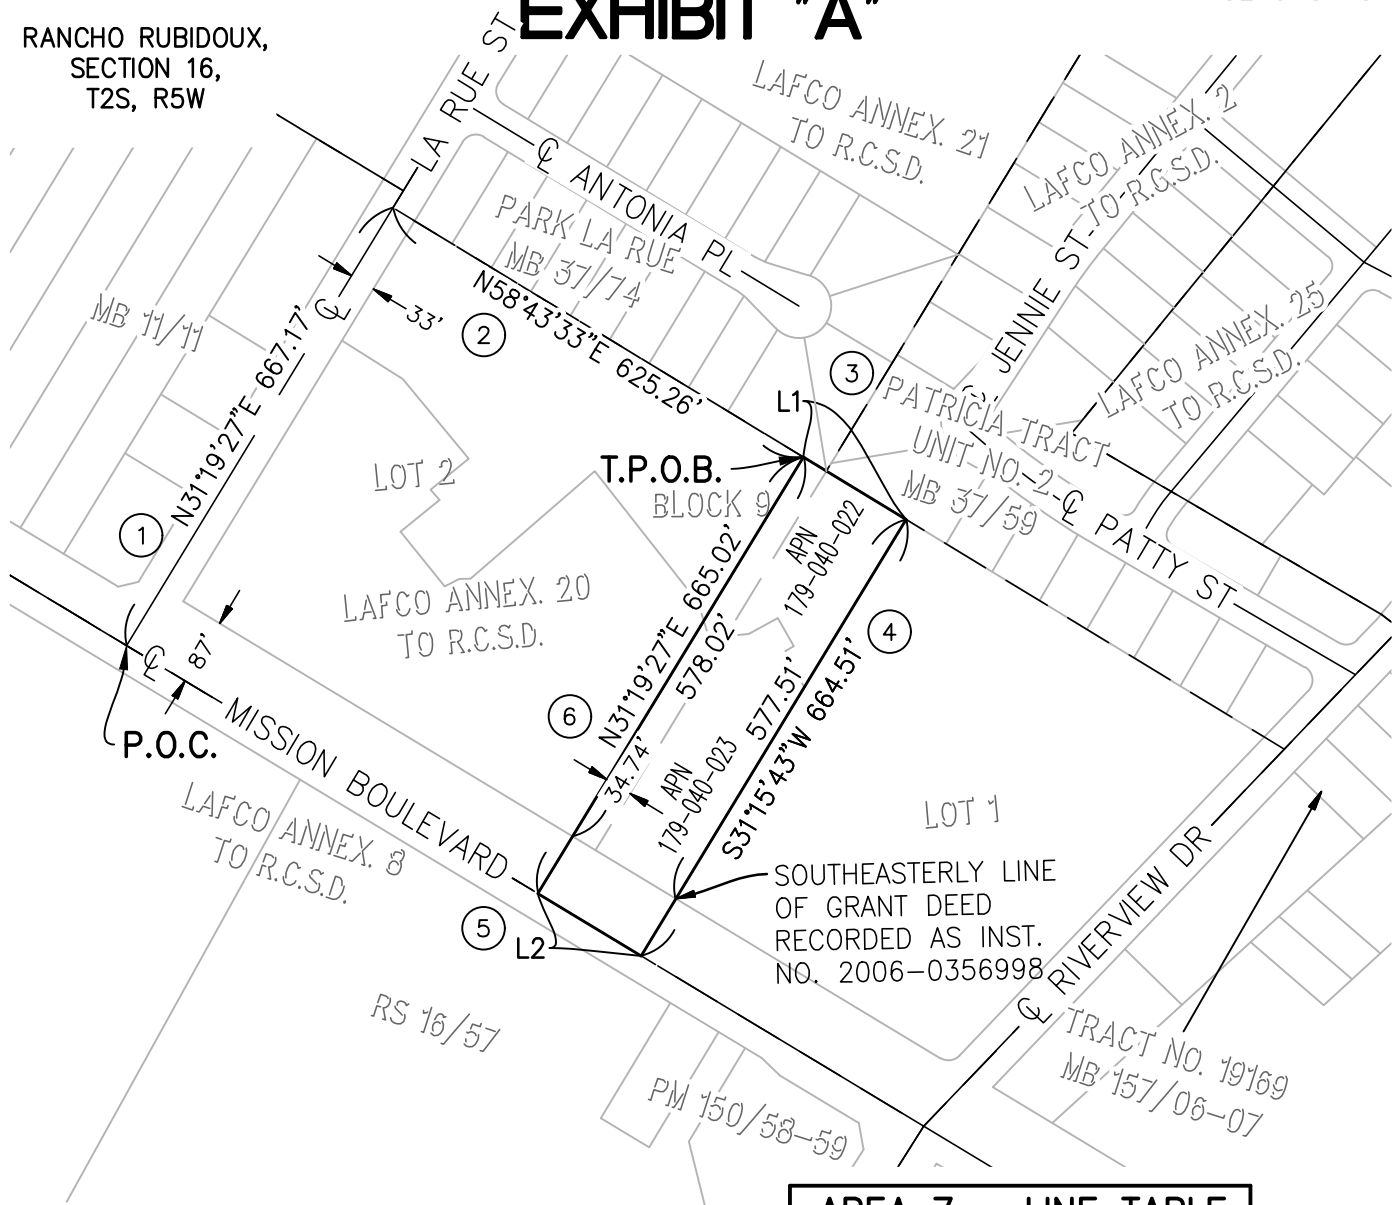 EXHIBIT "A"
RANCHO RUBIDOUX,
SECTION 16,
T2S, R5W
LA RUE ST
℄ ANTONIA PL
LAFCO ANNEX. 21
TO R.C.S.D.
LAFCO ANNEX. 2
TO R.C.S.D.
PARK LA RUE
MB 37/74
JENNIE ST
MB 11/11
℄
33'
N58°43'33"E 625.26'
2
3
N31°19'27"E 667.17'
1
LAFCO ANNEX. 25
TO R.C.S.D.
PATRICIA TRACT
UNIT NO. 2
MB 37/59
L1
T.P.O.B.
LOT 2
BLOCK 9
℄ PATTY ST
APN
179-040-022
LAFCO ANNEX. 20
TO R.C.S.D.
N31°19'27"E 665.02'
578.02'
4
S31°15'43"W 664.51'
577.51'
6
87'
℄ MISSION BOULEVARD
P.O.C.
34.74'
APN
179-040-023
LOT 1
LAFCO ANNEX. 8
TO R.C.S.D.
SOUTHEASTERLY LINE
OF GRANT DEED
RECORDED AS INST.
NO. 2006-0356998
5
L2
℄ RIVERVIEW DR
RS 16/57
TRACT NO. 19169
MB 157/06-07
PM 150/58-59
AREA 7 - LINE TABLE